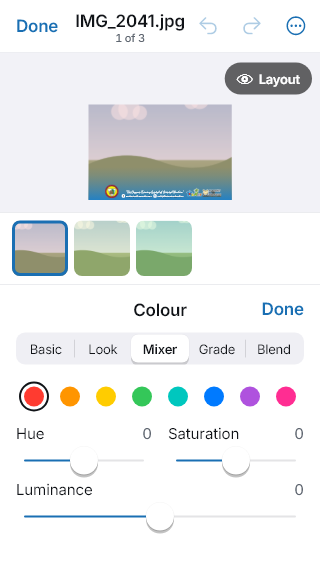 Done
IMG_2041.jpg
1 of 3
Layout
Colour
Done
Basic
Look
Mixer
Grade
Blend
Hue
0
Saturation
0
Luminance
0